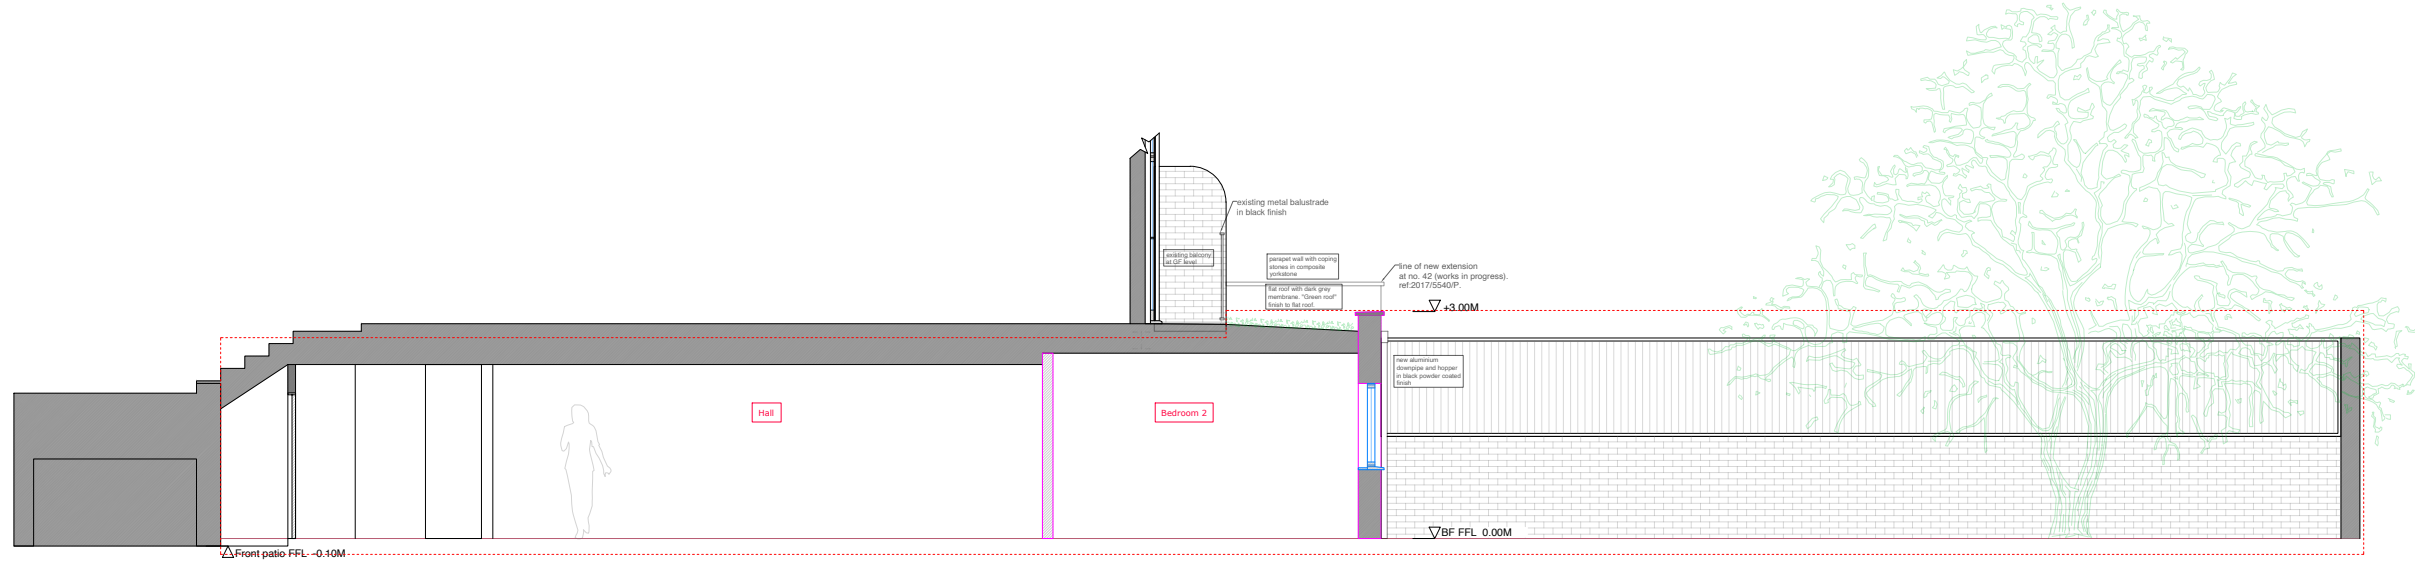 existing metal balustrade
in black finish
existing balcony
at GF level
parapet wall with coping
stones in composite
yorkstone
line of new extension
at no. 42 (works in progress).
ref:2017/5540/P.
flat roof with dark grey
membrane. "Green roof"
finish to flat roof.
+3.00M
new aluminium
downpipe and hopper
in black powder coated
finish
Hall
Bedroom 2
BF FFL 0.00M
Front patio FFL -0.10M